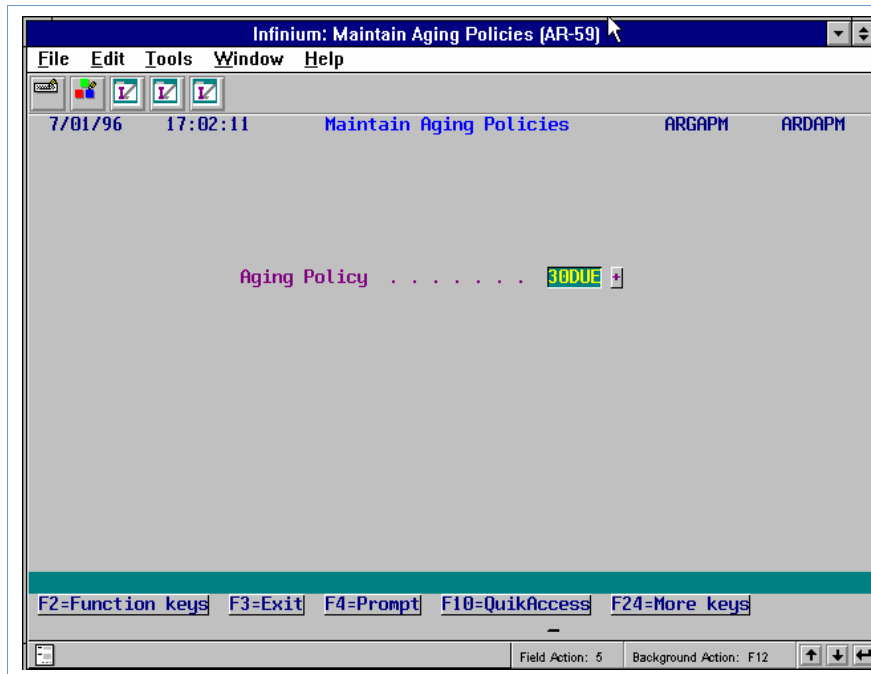 Infinium: Maintain Aging Policies (AR-59)
File Edit Tools Window Help
7/01/96 17:02:11 Maintain Aging Policies ARGAPM ARDAPM
Aging Policy . . . . . . . 30DUE +
F2=Function keys F3=Exit F4=Prompt F10=QuikAccess F24=More keys
Field Action: 5 Background Action: F12